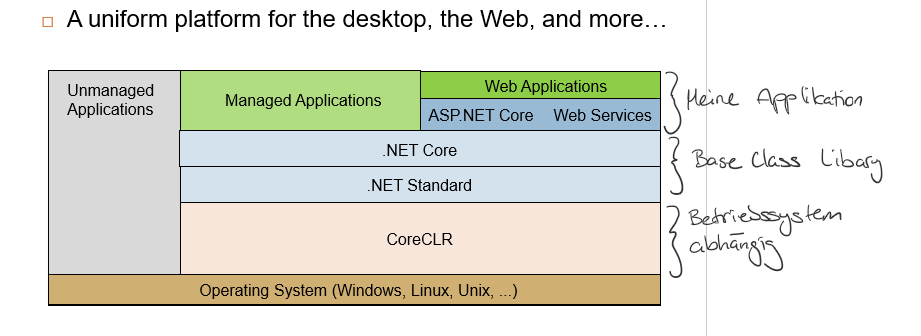 A uniform platform for the desktop, the Web, and more…
Unmanaged
Applications
Managed Applications
Web Applications
ASP.NET Core Web Services
Meine Applikation
.NET Core
.NET Standard
Base Class Libary
CoreCLR
Betriebssystem
abhängig
Operating System (Windows, Linux, Unix, ...)